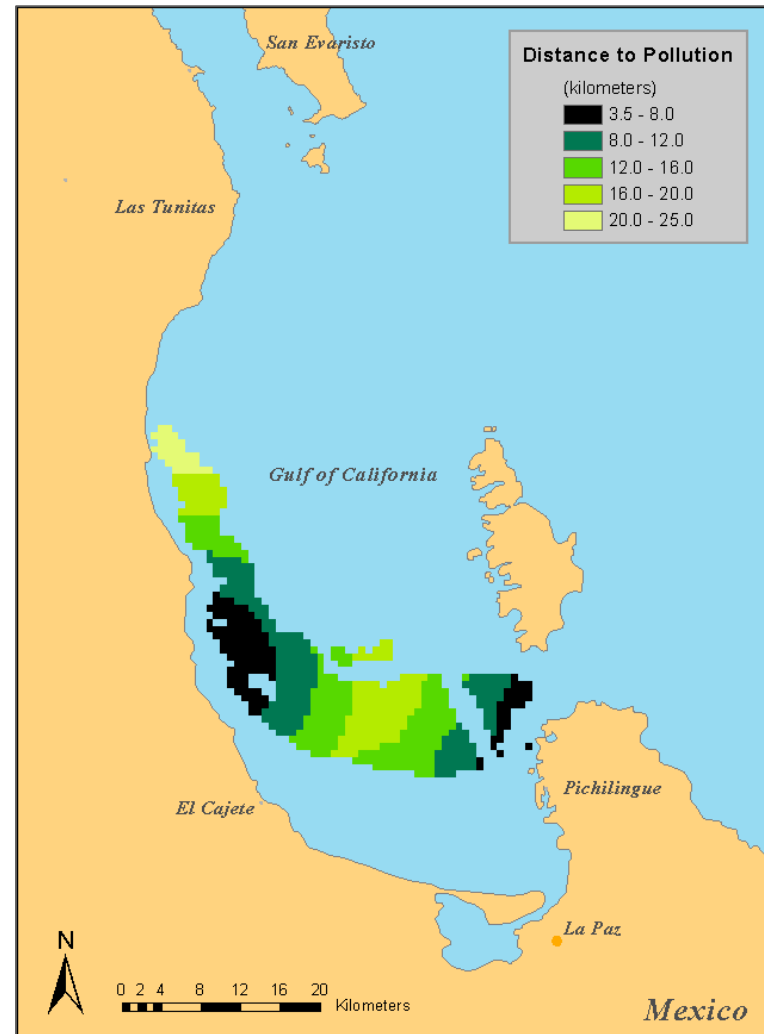 San Evaristo
Distance to Pollution
(kilometers)
3.5 - 8.0
8.0 - 12.0
12.0 - 16.0
16.0 - 20.0
20.0 - 25.0
Las Tunitas
Gulf of California
Pichilingue
El Cajete
La Paz
N
0 2 4 8 12 16 20
Kilometers
Mexico